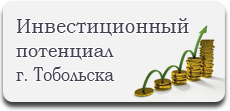 Инвестиционный
потенциал
г. Тобольска